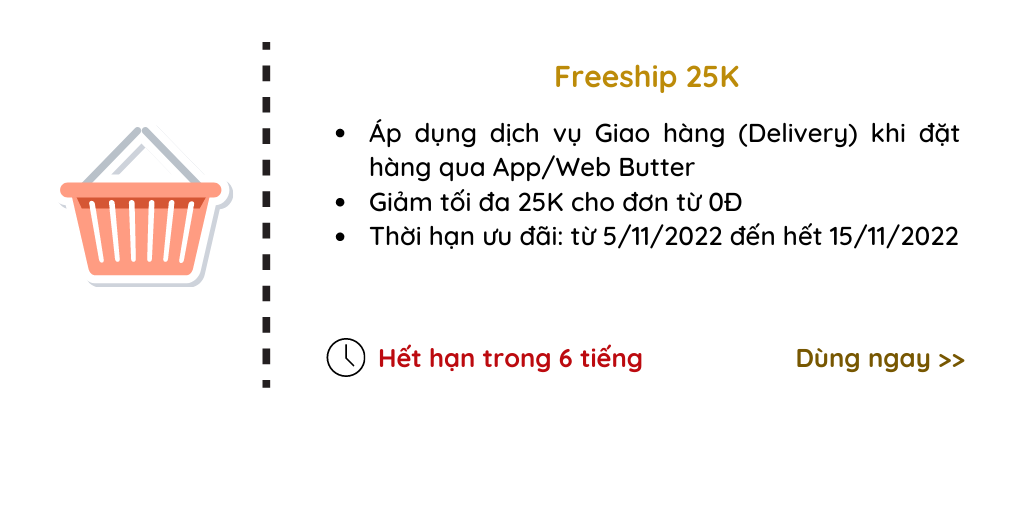 Freeship 25K
• Áp dụng dịch vụ Giao hàng (Delivery) khi đặt
hàng qua App/Web Butter
• Giảm tối đa 25K cho đơn từ 0Đ
• Thời hạn ưu đãi: từ 5/11/2022 đến hết 15/11/2022
Hết hạn trong 6 tiếng
Dùng ngay >>